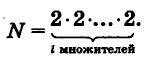 N = 2 · 2 · ... · 2.
l множителей